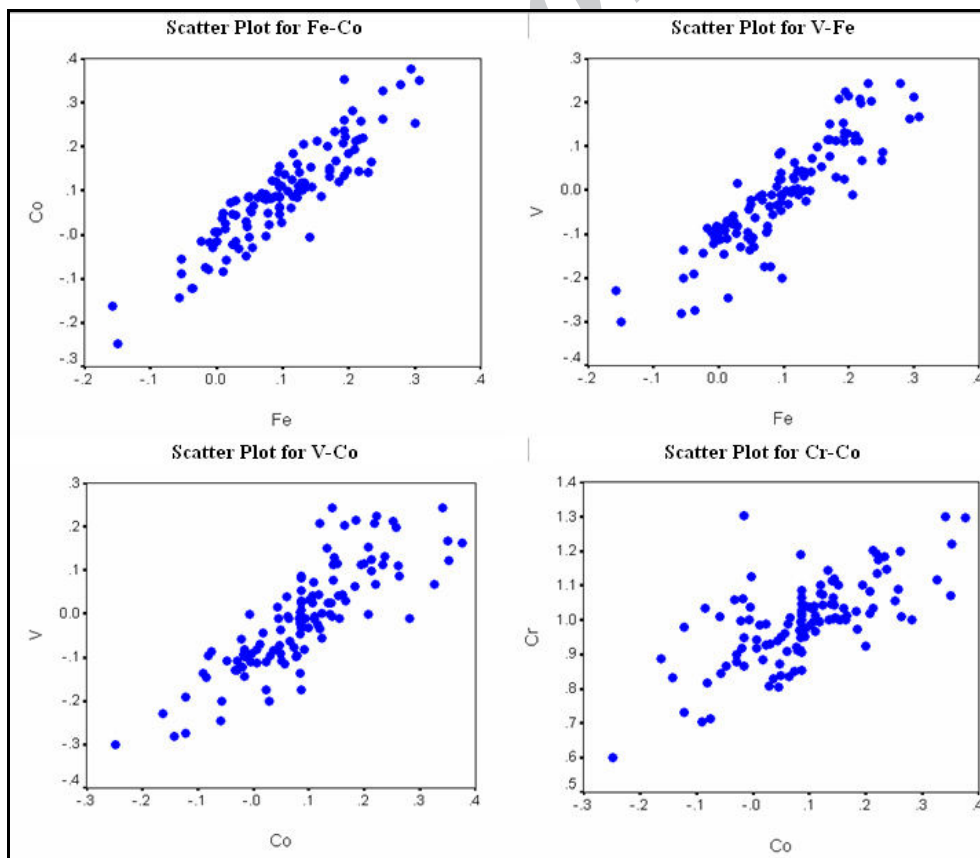 Scatter Plot for Fe-Co
.4
.3
.2
.1
-.0
-.1
-.2
-.3
Co
-.2 -.1 0.0 .1 .2 .3 .4
Fe
Scatter Plot for V-Fe
.3
.2
.1
0.0
-.1
-.2
-.3
-.4
V
-.2 -.1 0.0 .1 .2 .3 .4
Fe
Scatter Plot for V-Co
.3
.2
.1
0.0
-.1
-.2
-.3
-.4
V
-.3 -.2 -.1 -.0 .1 .2 .3 .4
Co
Scatter Plot for Cr-Co
1.4
1.3
1.2
1.1
1.0
.9
.8
.7
.6
.5
Cr
-.3 -.2 -.1 -.0 .1 .2 .3 .4
Co